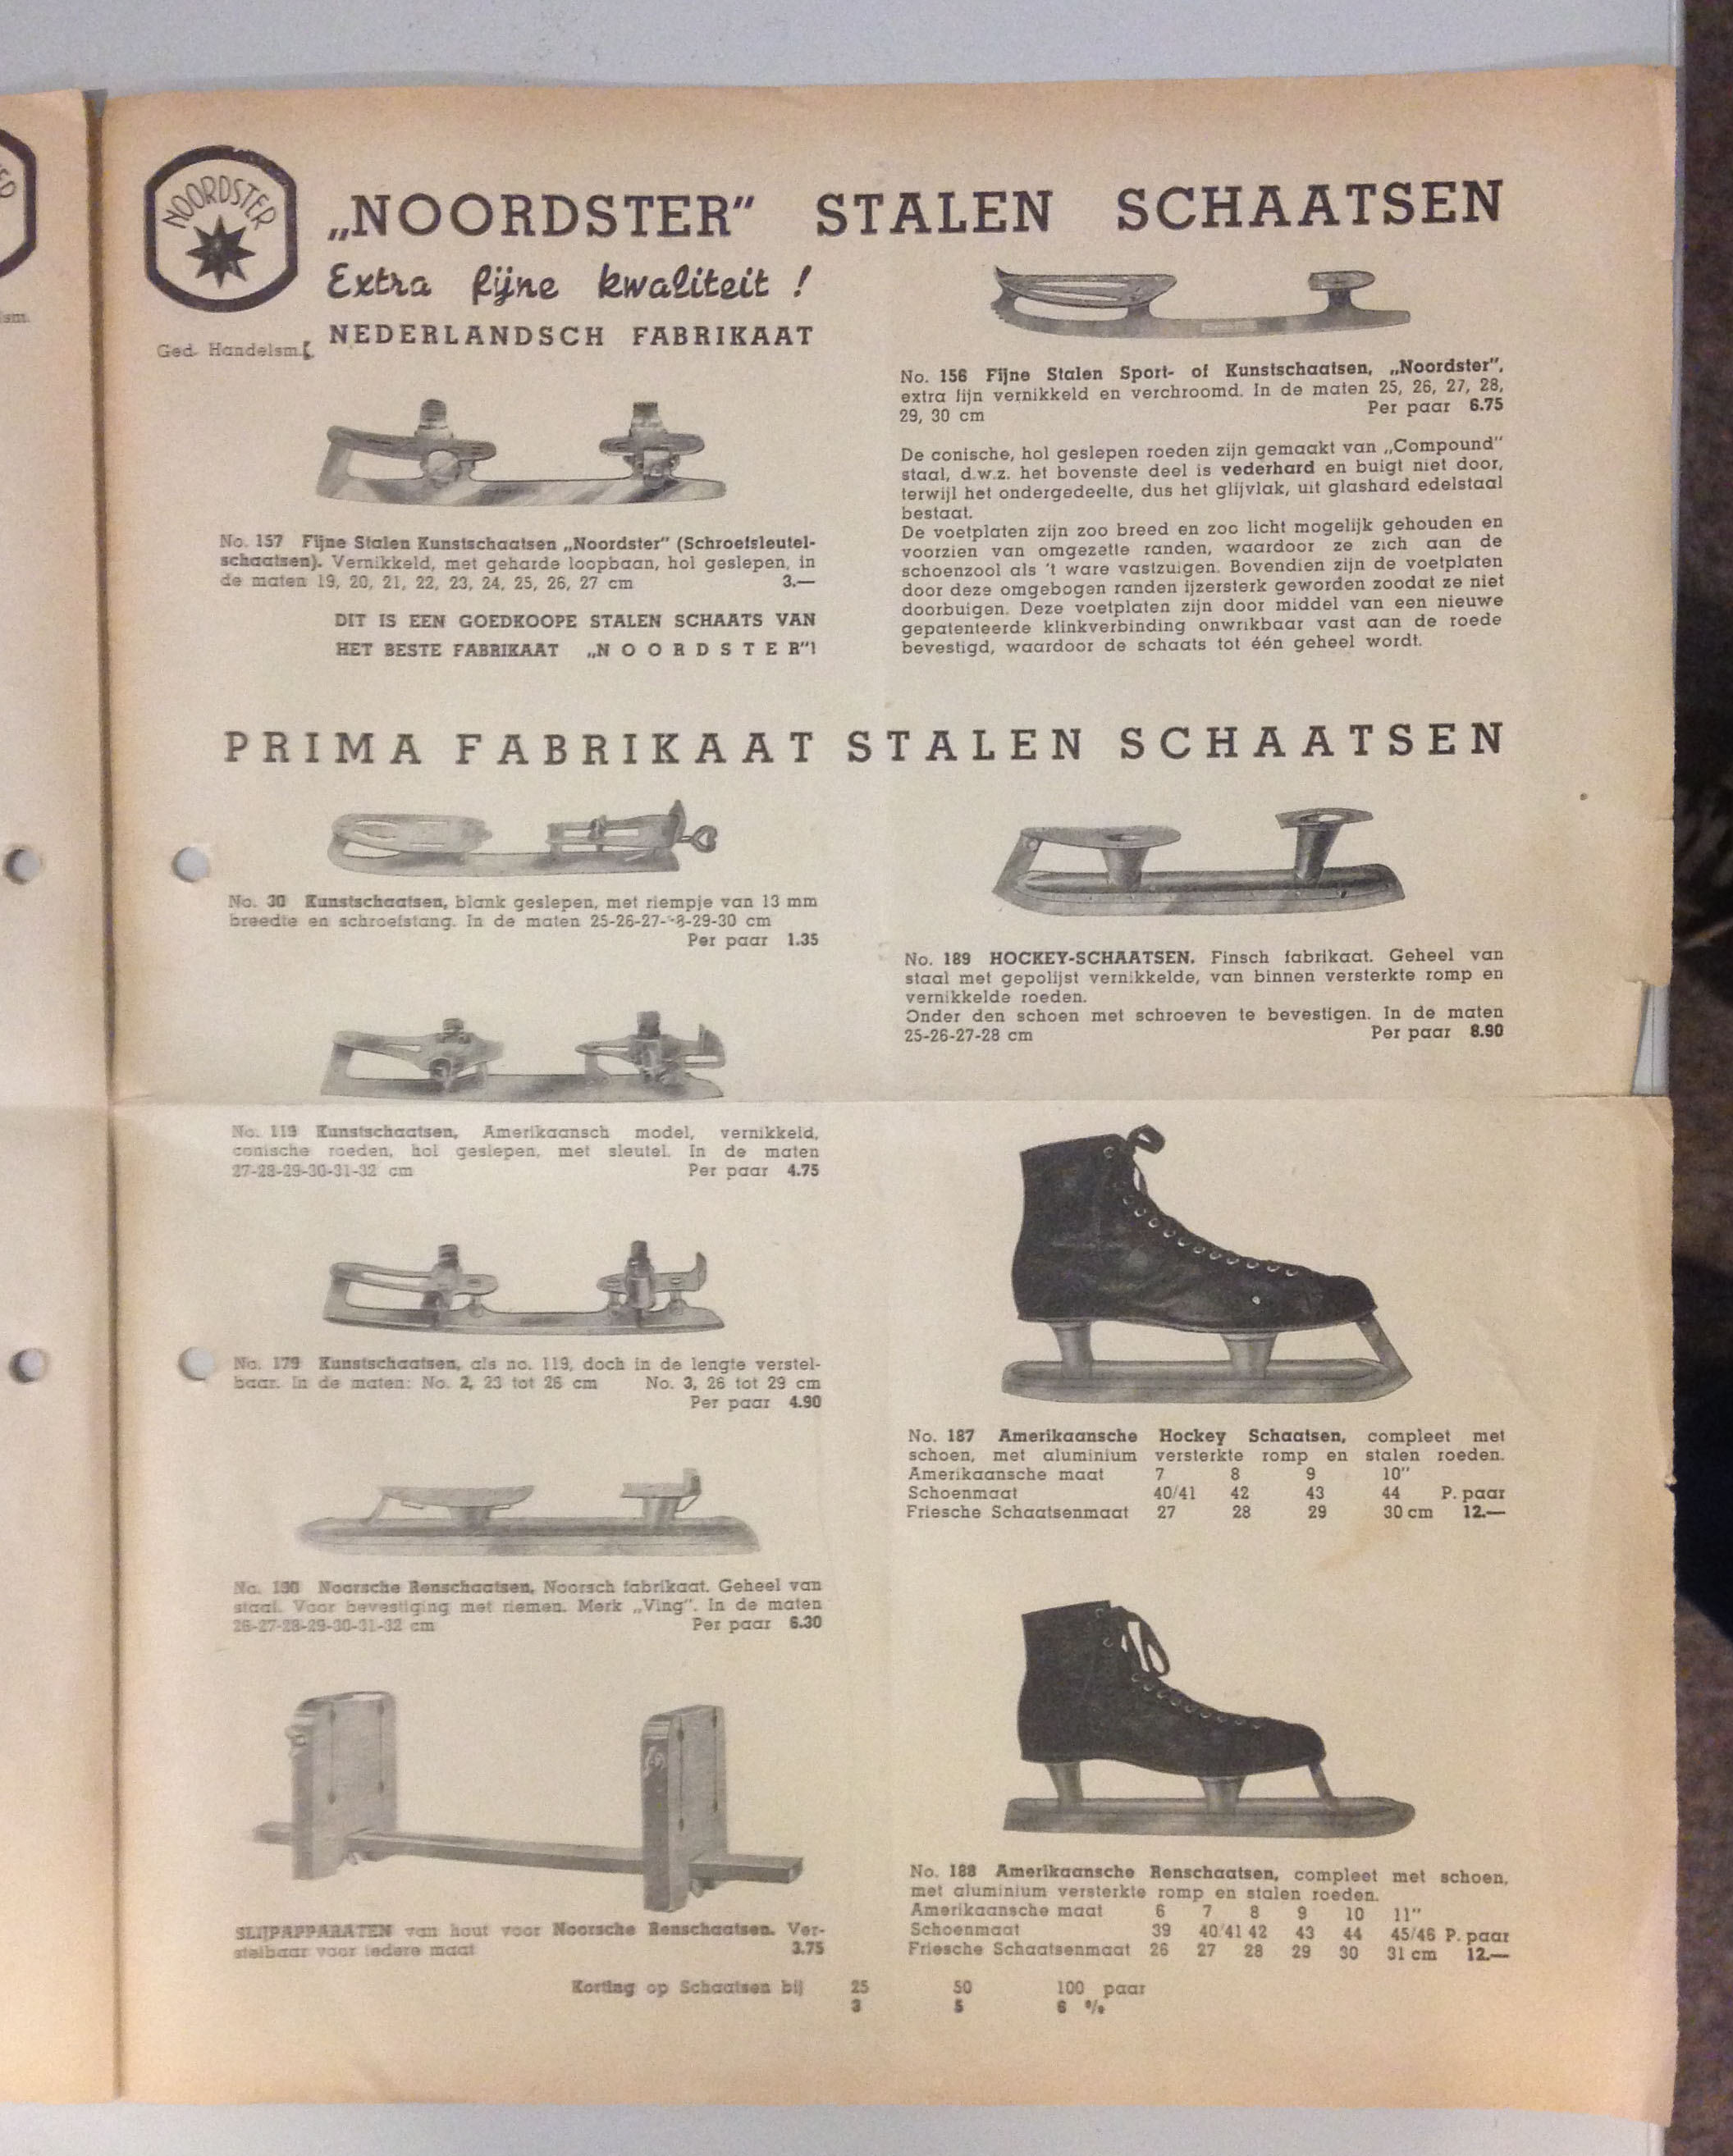 NOORDSTER
Ged. Handelsm.
„NOORDSTER” STALEN SCHAATSEN
Extra fijne kwaliteit !
NEDERLANDSCH FABRIKAAT
No. 157 Fijne Stalen Kunstschaatsen „Noordster” (Schroefsleutel-
schaatsen). Vernikkeld, met geharde loopbaan, hol geslepen, in
de maten 19, 20, 21, 22, 23, 24, 25, 26, 27 cm 3.—
DIT IS EEN GOEDKOOPE STALEN SCHAATS VAN
HET BESTE FABRIKAAT „NOORDSTER”!
No. 156 Fijne Stalen Sport- of Kunstschaatsen, „Noordster”,
extra fijn vernikkeld en verchroomd. In de maten 25, 26, 27, 28,
29, 30 cm Per paar 6.75
De conische, hol geslepen roeden zijn gemaakt van „Compound”
staal, d.w.z. het bovenste deel is vederhard en buigt niet door,
terwijl het ondergedeelte, dus het glijvlak, uit glashard edelstaal
bestaat.
De voetplaten zijn zoo breed en zoo licht mogelijk gehouden en
voorzien van omgezette randen, waardoor ze zich aan de
schoenzool als ’t ware vastzuigen. Bovendien zijn de voetplaten
door deze omgebogen randen ijzersterk geworden zoodat ze niet
doorbuigen. Deze voetplaten zijn door middel van een nieuwe
gepatenteerde klinkverbinding onwrikbaar vast aan de roede
bevestigd, waardoor de schaats tot één geheel wordt.
PRIMA FABRIKAAT STALEN SCHAATSEN
No. 30 Kunstschaatsen, blank geslepen, met riempje van 13 mm
breedte en schroefstang. In de maten 25-26-27-28-29-30 cm
Per paar 1.35
No. 119 Kunstschaatsen, Amerikaansch model, vernikkeld,
conische roeden, hol geslepen, met sleutel. In de maten
27-28-29-30-31-32 cm Per paar 4.75
No. 179 Kunstschaatsen, als no. 119, doch in de lengte verstel-
baar. In de maten: No. 2, 23 tot 26 cm No. 3, 26 tot 29 cm
Per paar 4.90
No. 190 Noorsche Renschaatsen, Noorsch fabrikaat. Geheel van
staal. Voor bevestiging met riemen. Merk „Ving”. In de maten
26-27-28-29-30-31-32 cm Per paar 6.30
SLIJPAPPARATEN van hout voor Noorsche Renschaatsen. Ver-
stelbaar voor iedere maat 3.75
No. 189 HOCKEY-SCHAATSEN. Finsch fabrikaat. Geheel van
staal met gepolijst vernikkelde, van binnen versterkte romp en
vernikkelde roeden.
Onder den schoen met schroeven te bevestigen. In de maten
25-26-27-28 cm Per paar 8.90
No. 187 Amerikaansche Hockey Schaatsen, compleet met
schoen, met aluminium versterkte romp en stalen roeden.
Amerikaansche maat 7 8 9 10”
Schoenmaat 40/41 42 43 44 P. paar
Friesche Schaatsenmaat 27 28 29 30 cm 12.—
No. 188 Amerikaansche Renschaatsen, compleet met schoen,
met aluminium versterkte romp en stalen roeden.
Amerikaansche maat 6 7 8 9 10 11”
Schoenmaat 39 40/41 42 43 44 45/46 P. paar
Friesche Schaatsenmaat 26 27 28 29 30 31 cm 12.—
Korting op Schaatsen bij 25 50 100 paar
3 5 6 %